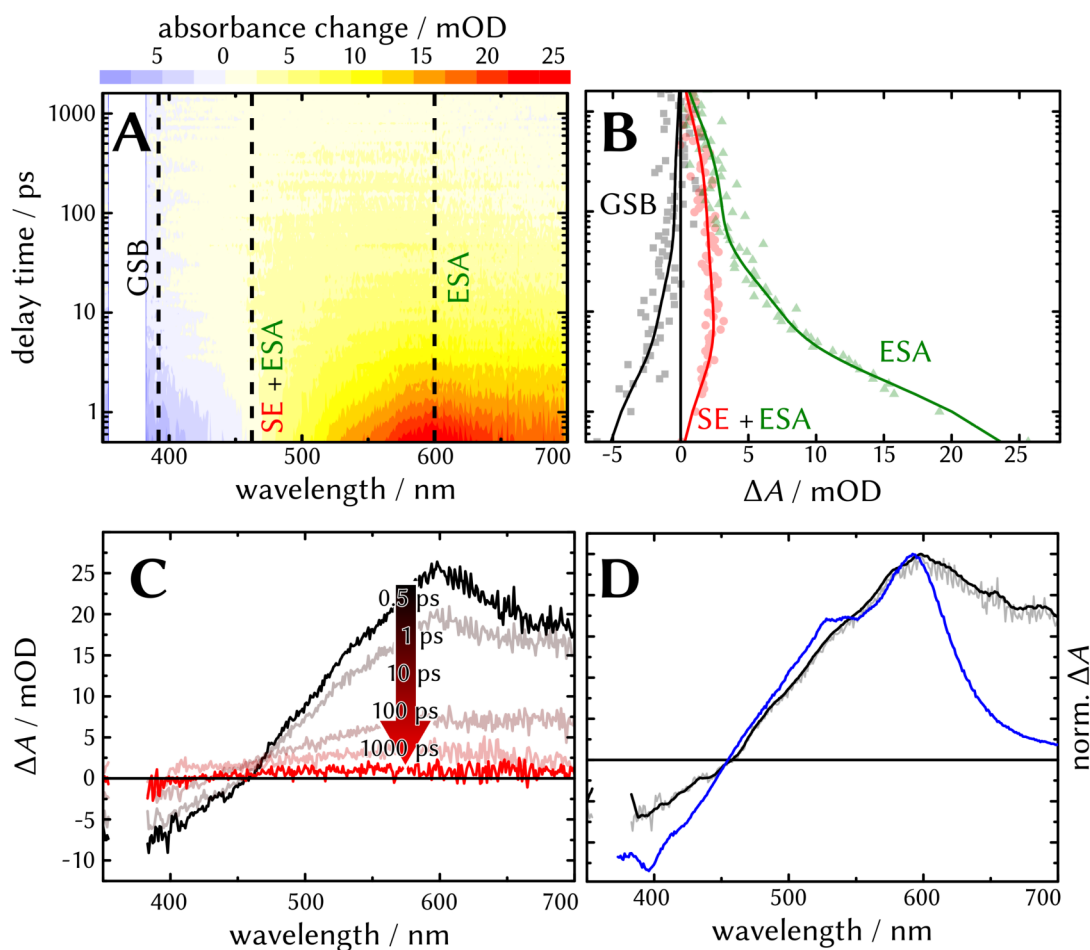 absorbance change / mOD
5 0 5 10 15 20 25
A
B
1000
100
10
1
delay time / ps
GSB
SE + ESA
ESA
400 500 600 700
wavelength / nm
GSB
ESA
SE + ESA
-5 0 5 10 15 20 25
ΔA / mOD
C
D
25
20
15
10
5
0
-5
-10
ΔA / mOD
0.5 ps
1 ps
10 ps
100 ps
1000 ps
400 500 600 700
wavelength / nm
400 500 600 700
wavelength / nm
norm. ΔA